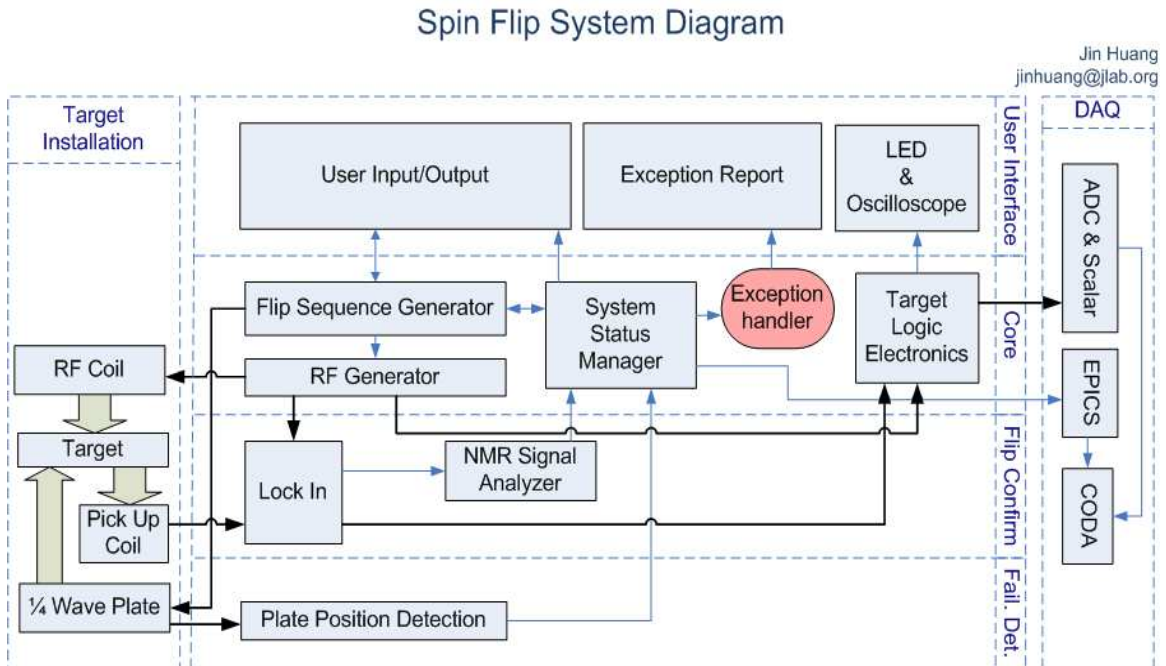 Spin Flip System Diagram
Jin Huang
jinhuang@jlab.org
Target
Installation
User Interface
DAQ
User Input/Output
Exception Report
LED
&
Oscilloscope
ADC & Scalar
Flip Sequence Generator
System
Status
Manager
Exception
handler
Target
Logic
Electronics
Core
RF Coil
RF Generator
EPICS
Target
Lock In
NMR Signal
Analyzer
Flip Confirm
Pick Up
Coil
CODA
¼ Wave Plate
Plate Position Detection
Fail. Det.